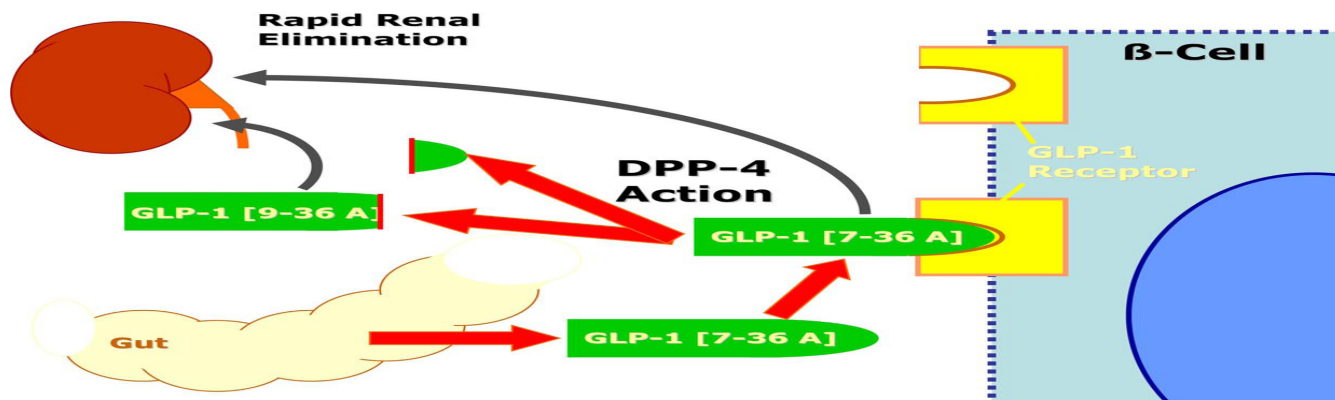 Rapid Renal
Elimination
ß-Cell
GLP-1
Receptor
DPP-4
Action
GLP-1 [9-36 A]
GLP-1 [7-36 A]
Gut
GLP-1 [7-36 A]